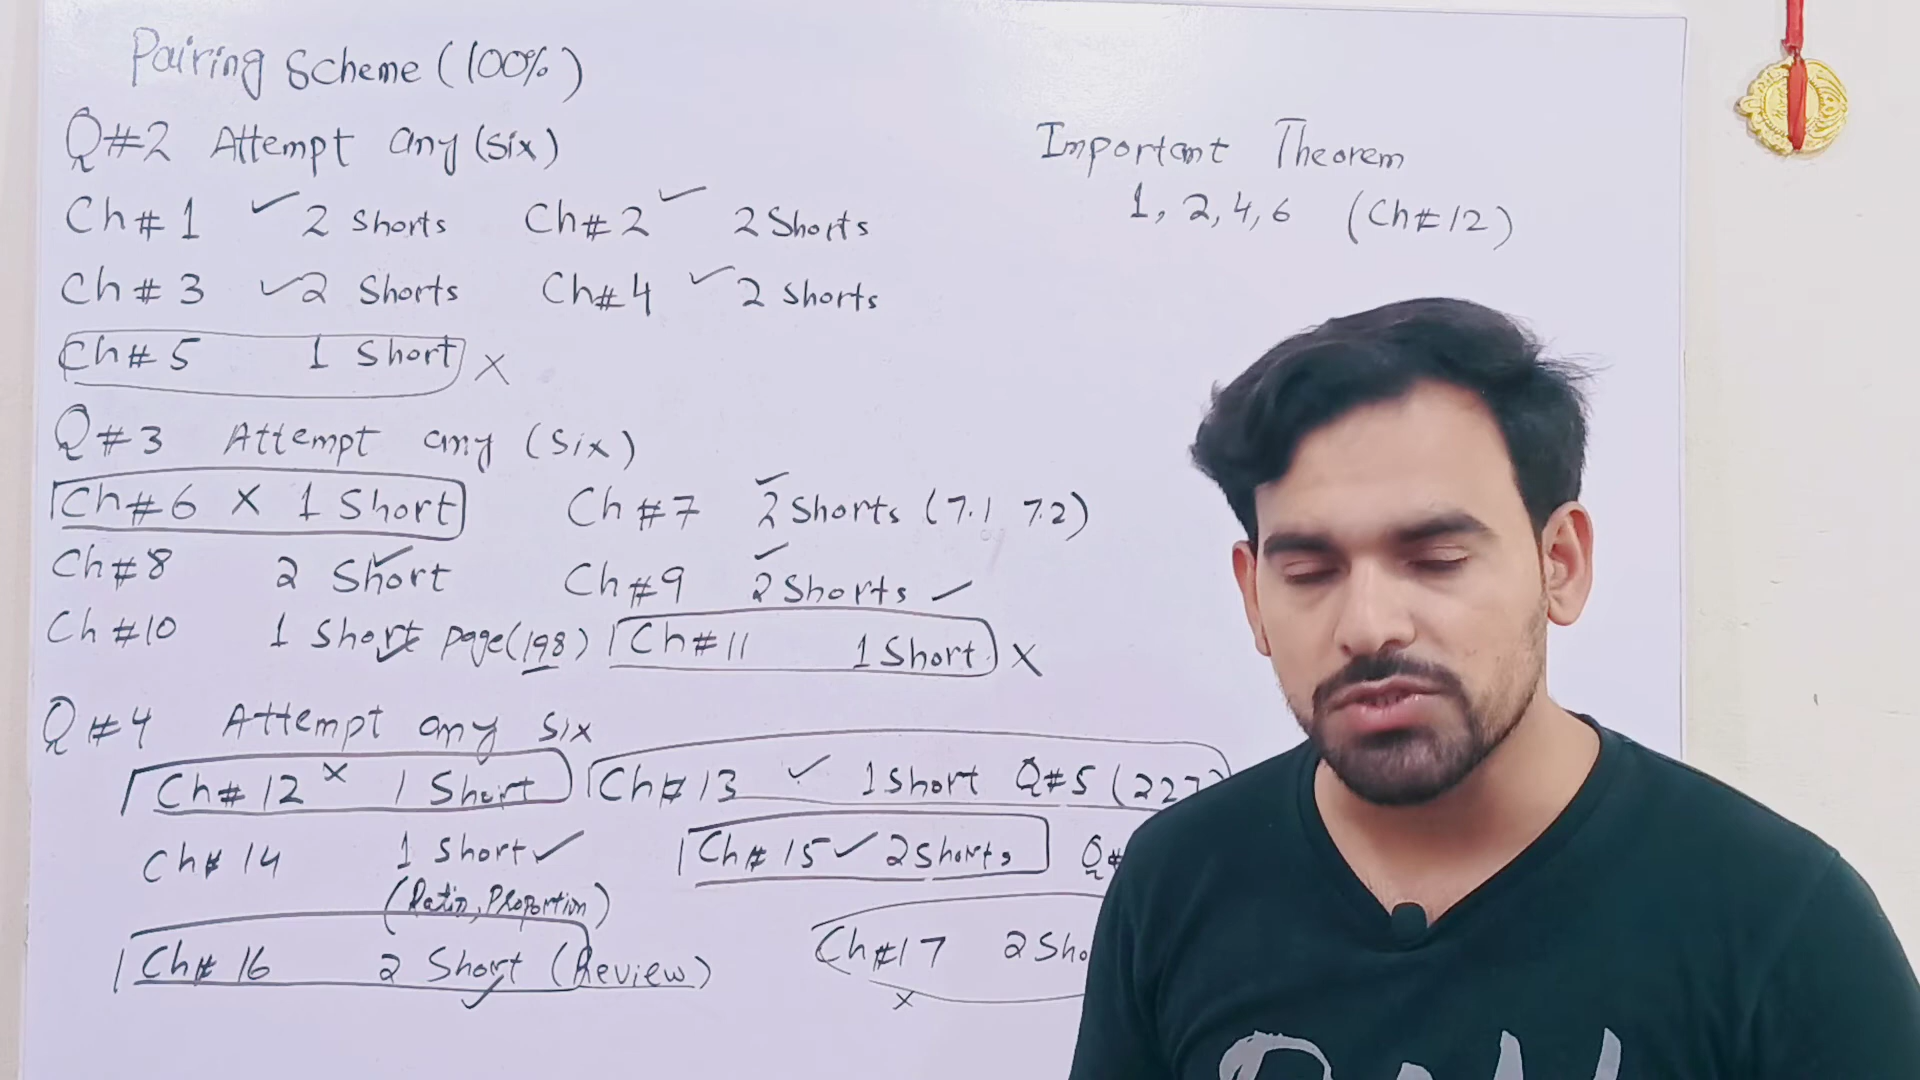 Pairing Scheme (100%)
Q#2 Attempt any (six)
Ch#1 ✓ 2 Shorts Ch#2 ✓ 2 Shorts
Ch#3 ✓ 2 Shorts Ch#4 ✓ 2 Shorts
Ch#5 1 Short ×
Q#3 Attempt any (six)
Ch#6 × 1 Short Ch#7 ✓ 2 Shorts (7.1 7.2)
Ch#8 2 Short ✓ Ch#9 ✓ 2 Shorts ✓
Ch#10 1 Short ✓ page(198) Ch#11 1 Short ×
Q#4 Attempt any six
Ch#12 × 1 Short Ch#13 ✓ 1 Short Q#5 (227
Ch#14 1 Short ✓ Ch#15 ✓ 2 Shorts Q#
(Ratio, Proportion)
Ch#16 2 Short ✓ (Review) Ch#17 × 2 Sho
Important Theorem
1, 2, 4, 6 (Ch#12)